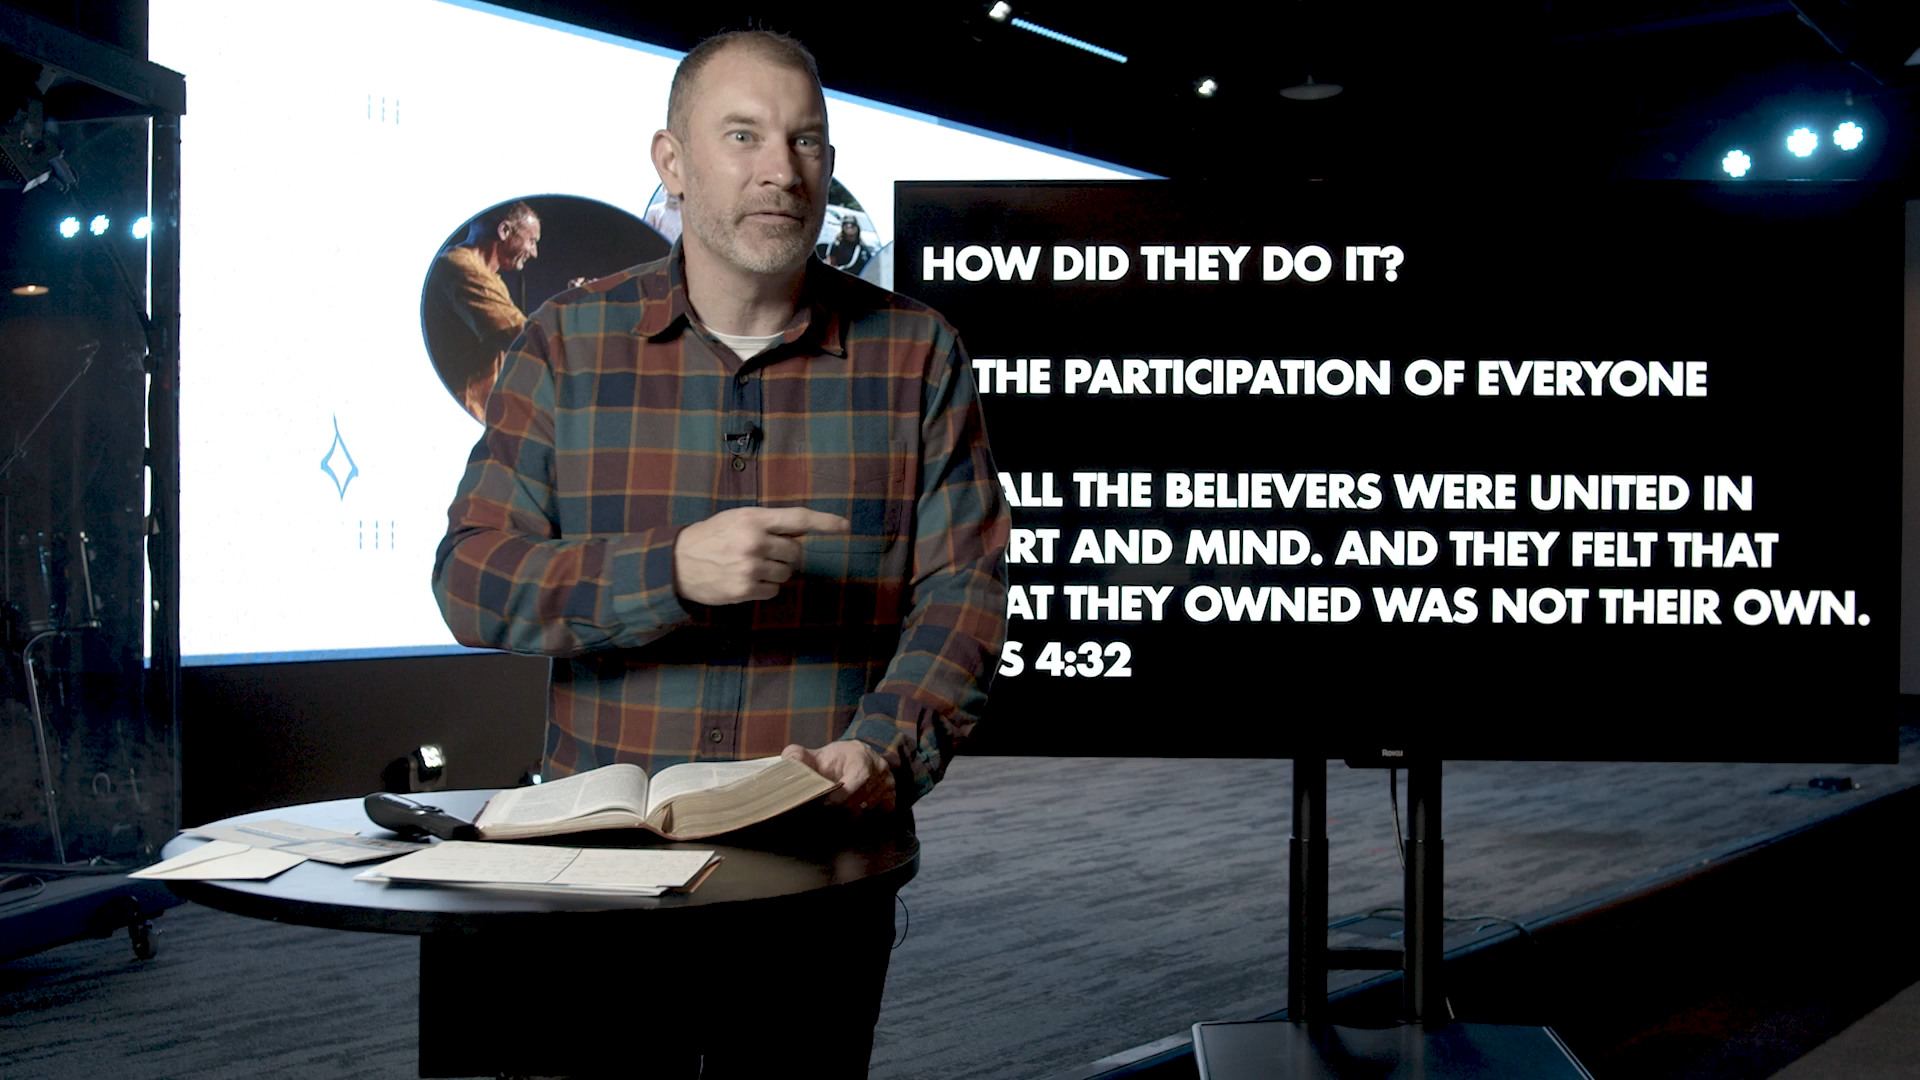 HOW DID THEY DO IT?
THE PARTICIPATION OF EVERYONE
ALL THE BELIEVERS WERE UNITED IN
ART AND MIND. AND THEY FELT THAT
AT THEY OWNED WAS NOT THEIR OWN.
S 4:32
Roku